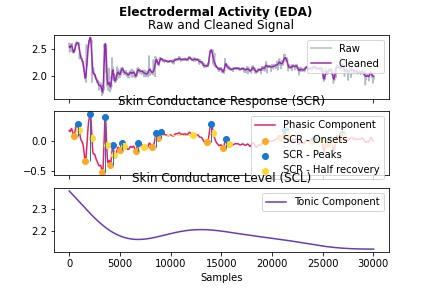 Electrodermal Activity (EDA)
Raw and Cleaned Signal
2.5
2.0
Raw
Cleaned
Skin Conductance Response (SCR)
0.0
−0.5
Phasic Component
SCR - Onsets
SCR - Peaks
SCR - Half recovery
Skin Conductance Level (SCL)
2.3
2.2
Tonic Component
0 5000 10000 15000 20000 25000 30000
Samples